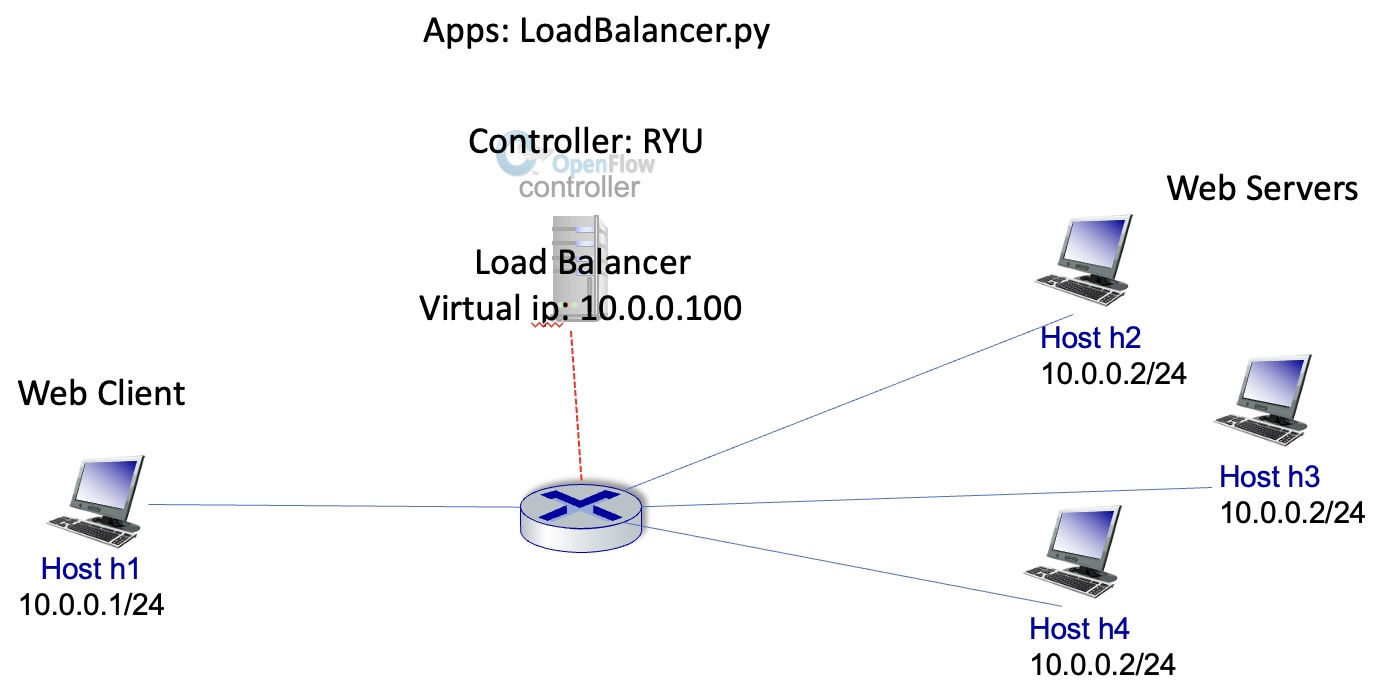 Apps: LoadBalancer.py
Controller: RYU
OpenFlow
controller
Load Balancer
Virtual ip: 10.0.0.100
Web Client
Host h1
10.0.0.1/24
Web Servers
Host h2
10.0.0.2/24
Host h3
10.0.0.2/24
Host h4
10.0.0.2/24